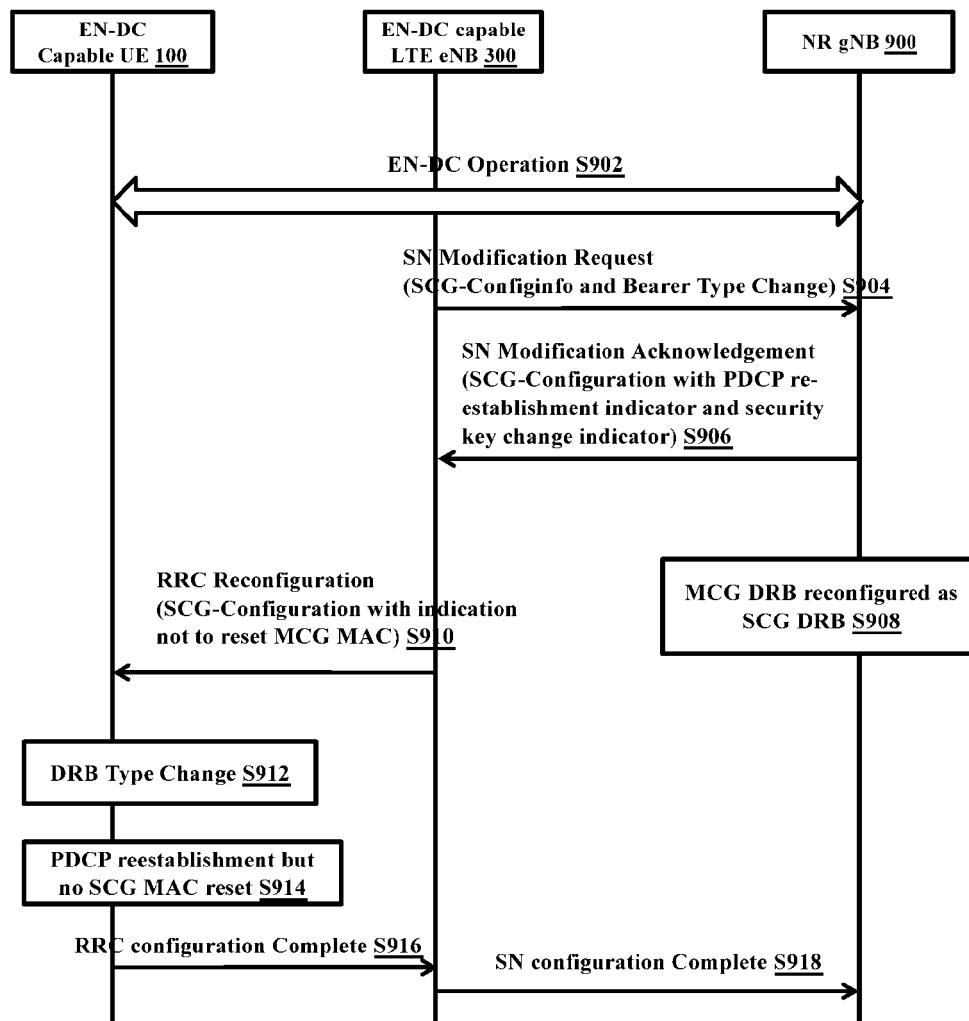 EN-DC
Capable UE 100
EN-DC capable
LTE eNB 300
NR gNB 900
EN-DC Operation S902
SN Modification Request
(SCG-Configinfo and Bearer Type Change) S904
SN Modification Acknowledgement
(SCG-Configuration with PDCP re-
establishment indicator and security
key change indicator) S906
MCG DRB reconfigured as
SCG DRB S908
RRC Reconfiguration
(SCG-Configuration with indication
not to reset MCG MAC) S910
DRB Type Change S912
PDCP reestablishment but
no SCG MAC reset S914
RRC configuration Complete S916
SN configuration Complete S918